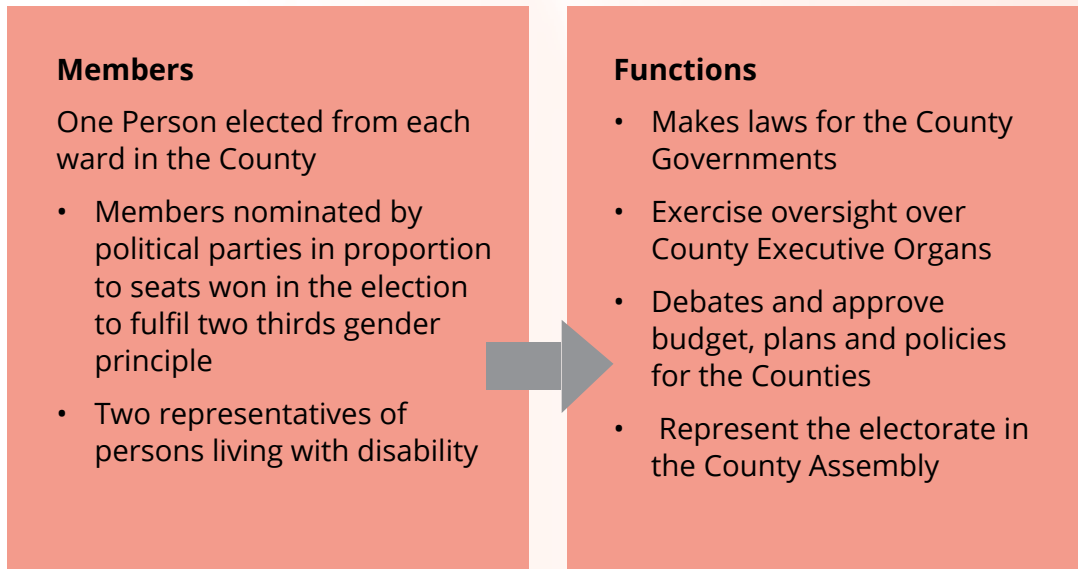 Members
One Person elected from each
ward in the County
• Members nominated by
political parties in proportion
to seats won in the election
to fulfil two thirds gender
principle
• Two representatives of
persons living with disability
Functions
• Makes laws for the County
Governments
• Exercise oversight over
County Executive Organs
• Debates and approve
budget, plans and policies
for the Counties
• Represent the electorate in
the County Assembly